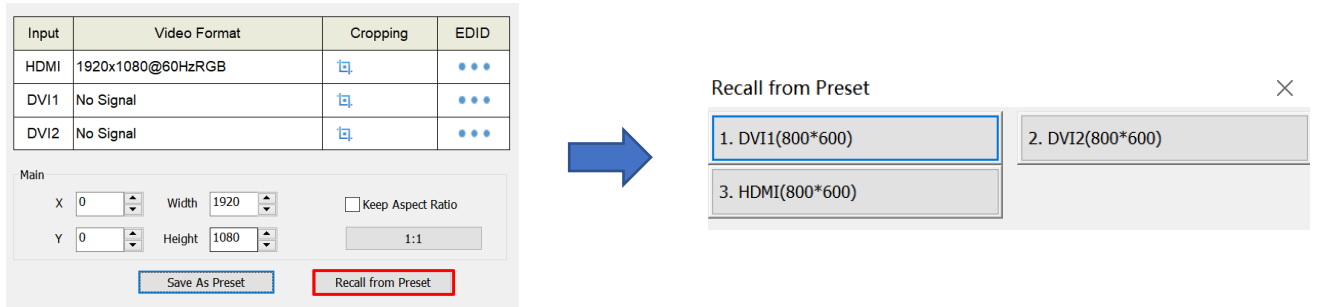 Input Video Format Cropping EDID
HDMI 1920x1080@60HzRGB
DVI1 No Signal
DVI2 No Signal
Main
X 0 Width 1920 Keep Aspect Ratio
Y 0 Height 1080 1:1
Save As Preset Recall from Preset
Recall from Preset
1. DVI1(800*600) 2. DVI2(800*600)
3. HDMI(800*600)